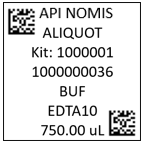 API NOMIS
ALIQUOT
Kit: 1000001
1000000036
BUF
EDTA10
750.00 uL